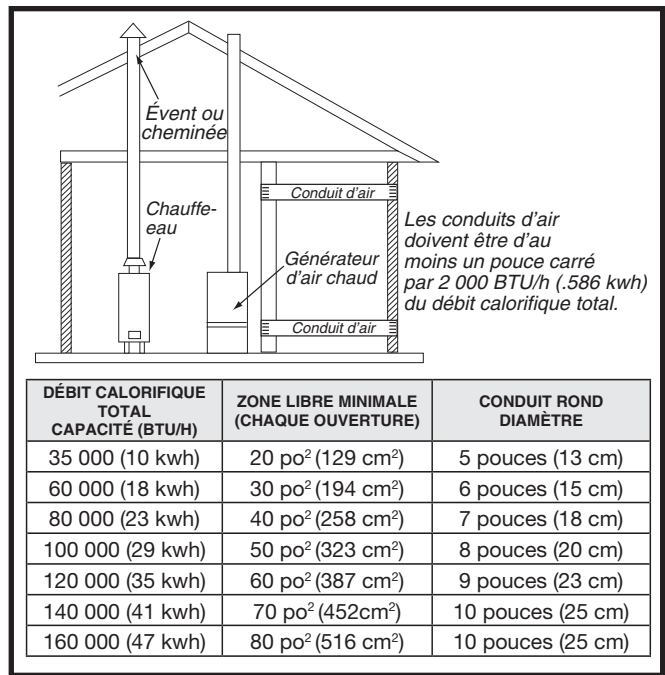 Évent ou
cheminée
Conduit d'air
Chauffe-
eau
Les conduits d'air
doivent être d'au
moins un pouce carré
par 2 000 BTU/h (.586 kwh)
du débit calorifique total.
Générateur
d'air chaud
Conduit d'air
DÉBIT CALORIFIQUE
TOTAL
CAPACITÉ (BTU/H)
ZONE LIBRE MINIMALE
(CHAQUE OUVERTURE)
CONDUIT ROND
DIAMÈTRE
35 000 (10 kwh) 20 po² (129 cm²) 5 pouces (13 cm)
60 000 (18 kwh) 30 po² (194 cm²) 6 pouces (15 cm)
80 000 (23 kwh) 40 po² (258 cm²) 7 pouces (18 cm)
100 000 (29 kwh) 50 po² (323 cm²) 8 pouces (20 cm)
120 000 (35 kwh) 60 po² (387 cm²) 9 pouces (23 cm)
140 000 (41 kwh) 70 po² (452cm²) 10 pouces (25 cm)
160 000 (47 kwh) 80 po² (516 cm²) 10 pouces (25 cm)